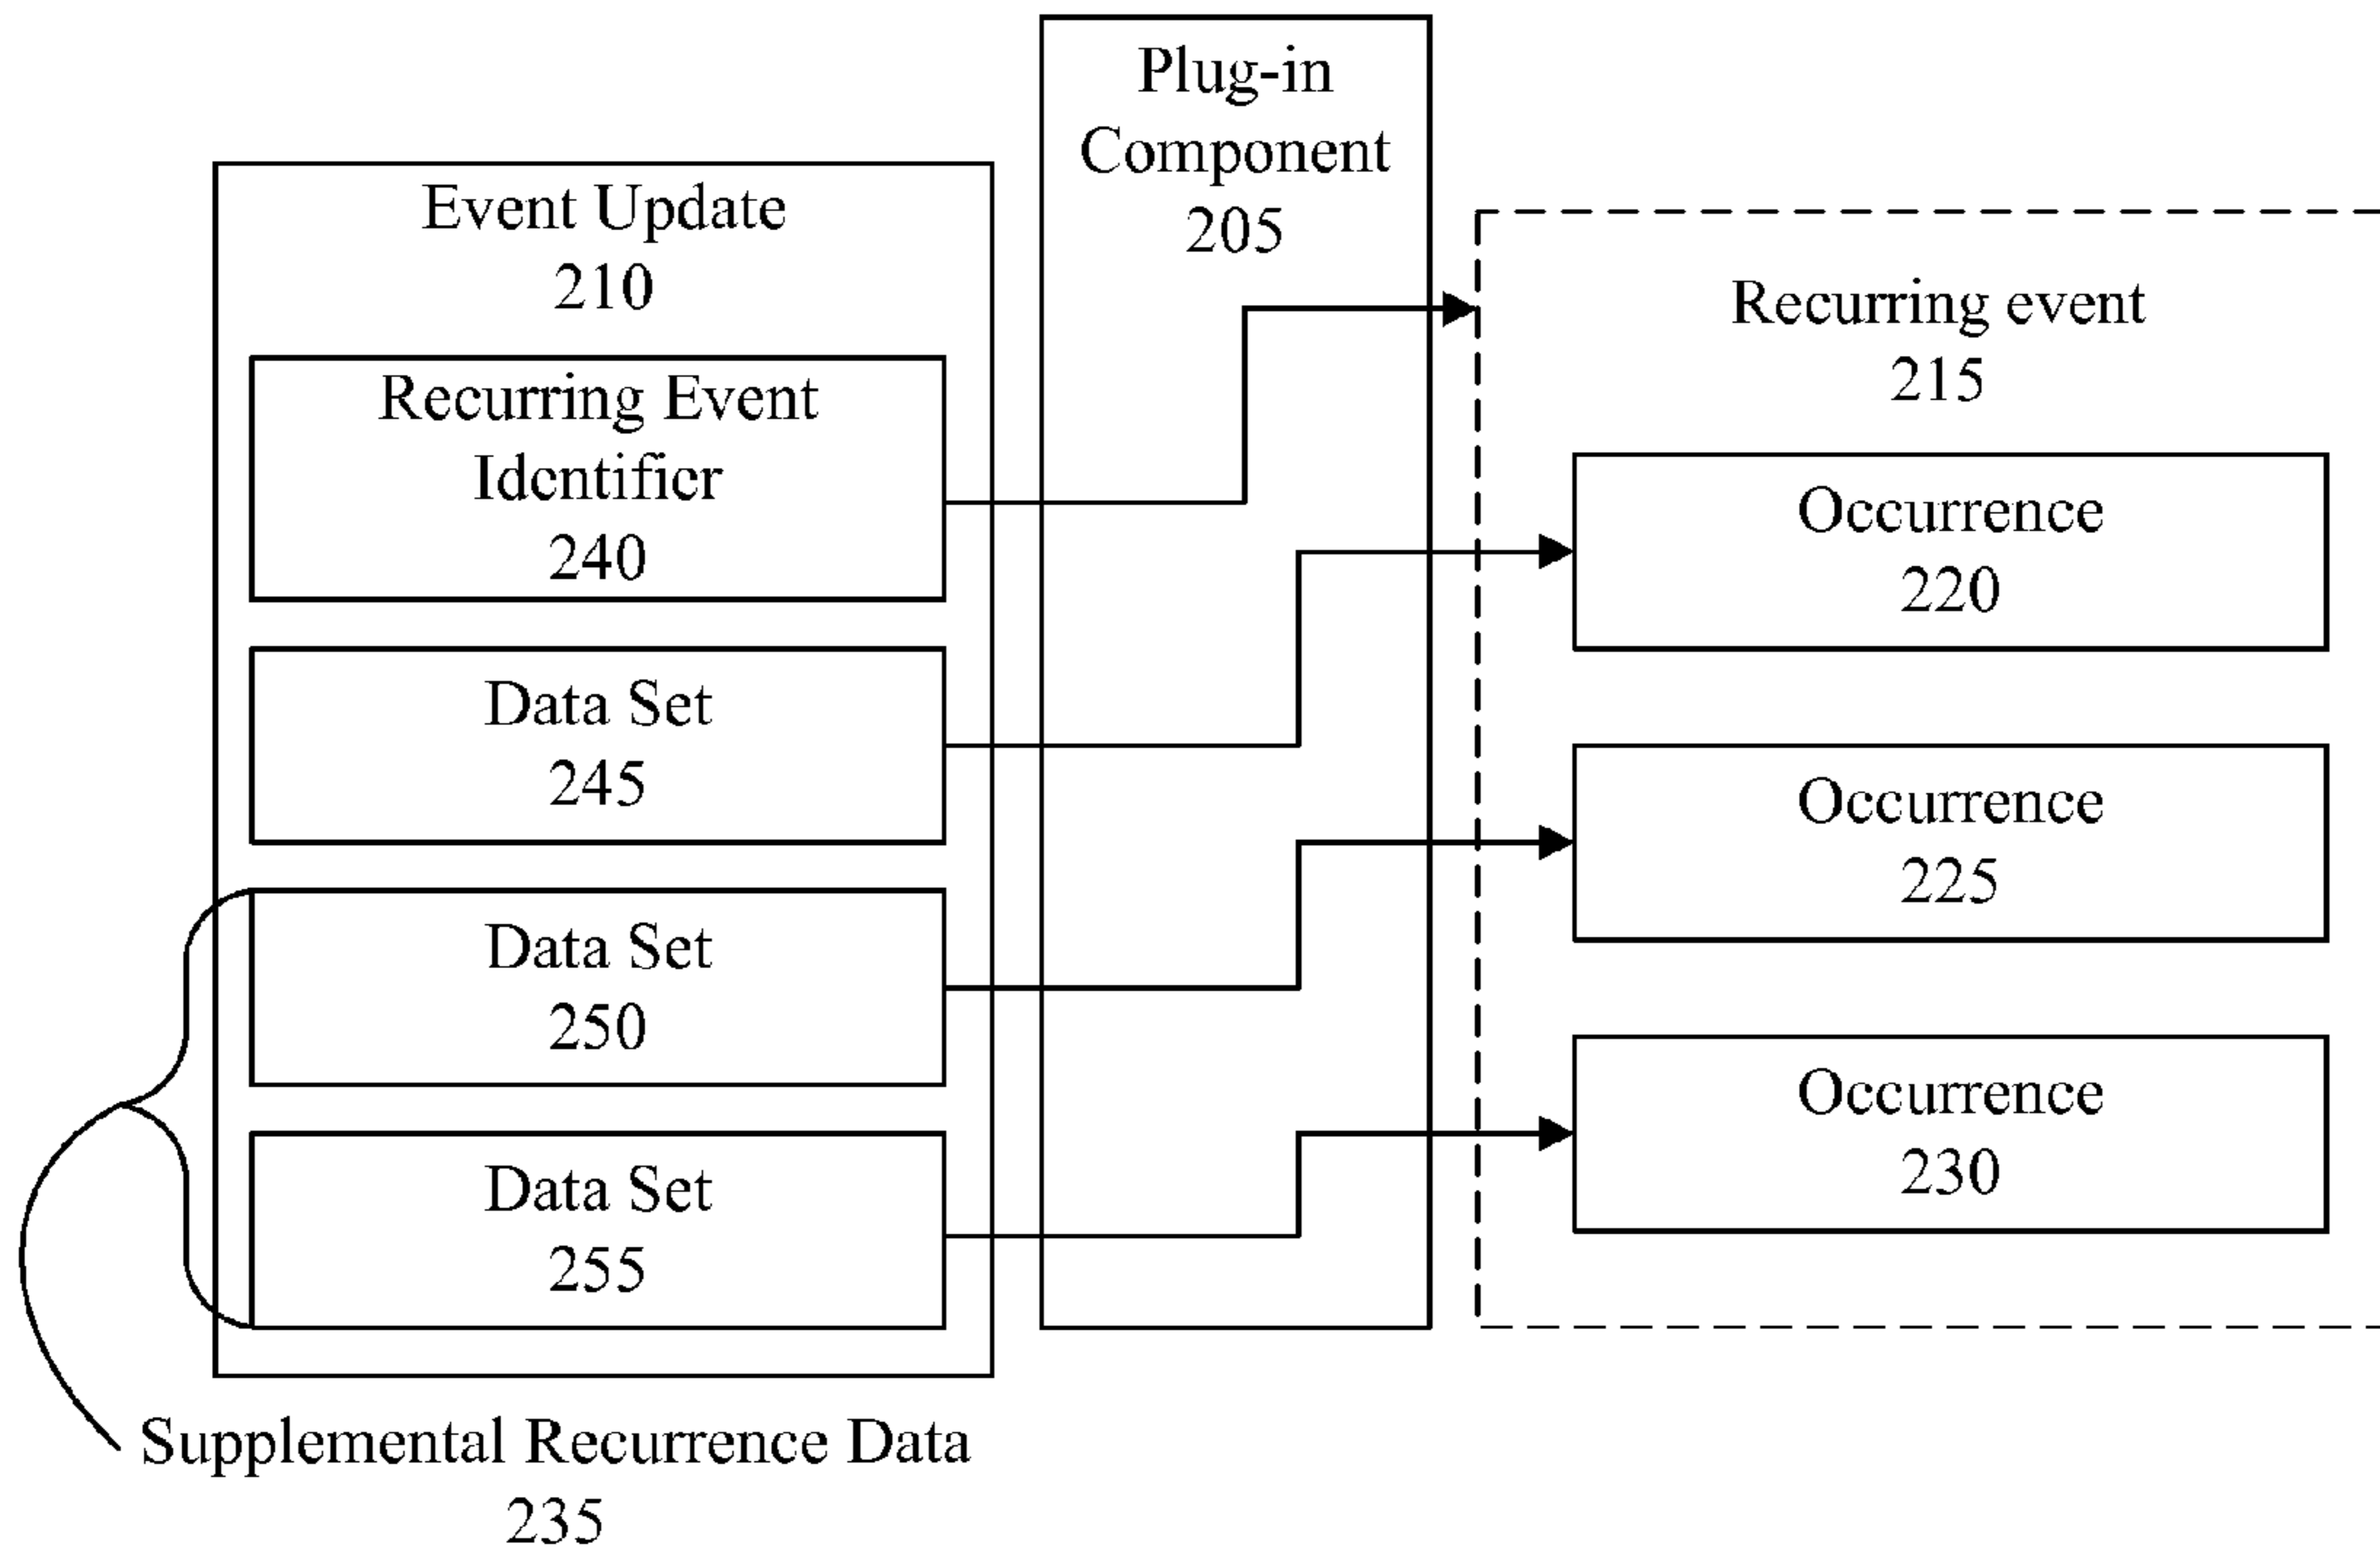 Plug-in
Component
205
Event Update
210
Recurring Event
Identifier
240
Data Set
245
Data Set
250
Data Set
255
Recurring event
215
Occurrence
220
Occurrence
225
Occurrence
230
Supplemental Recurrence Data
235